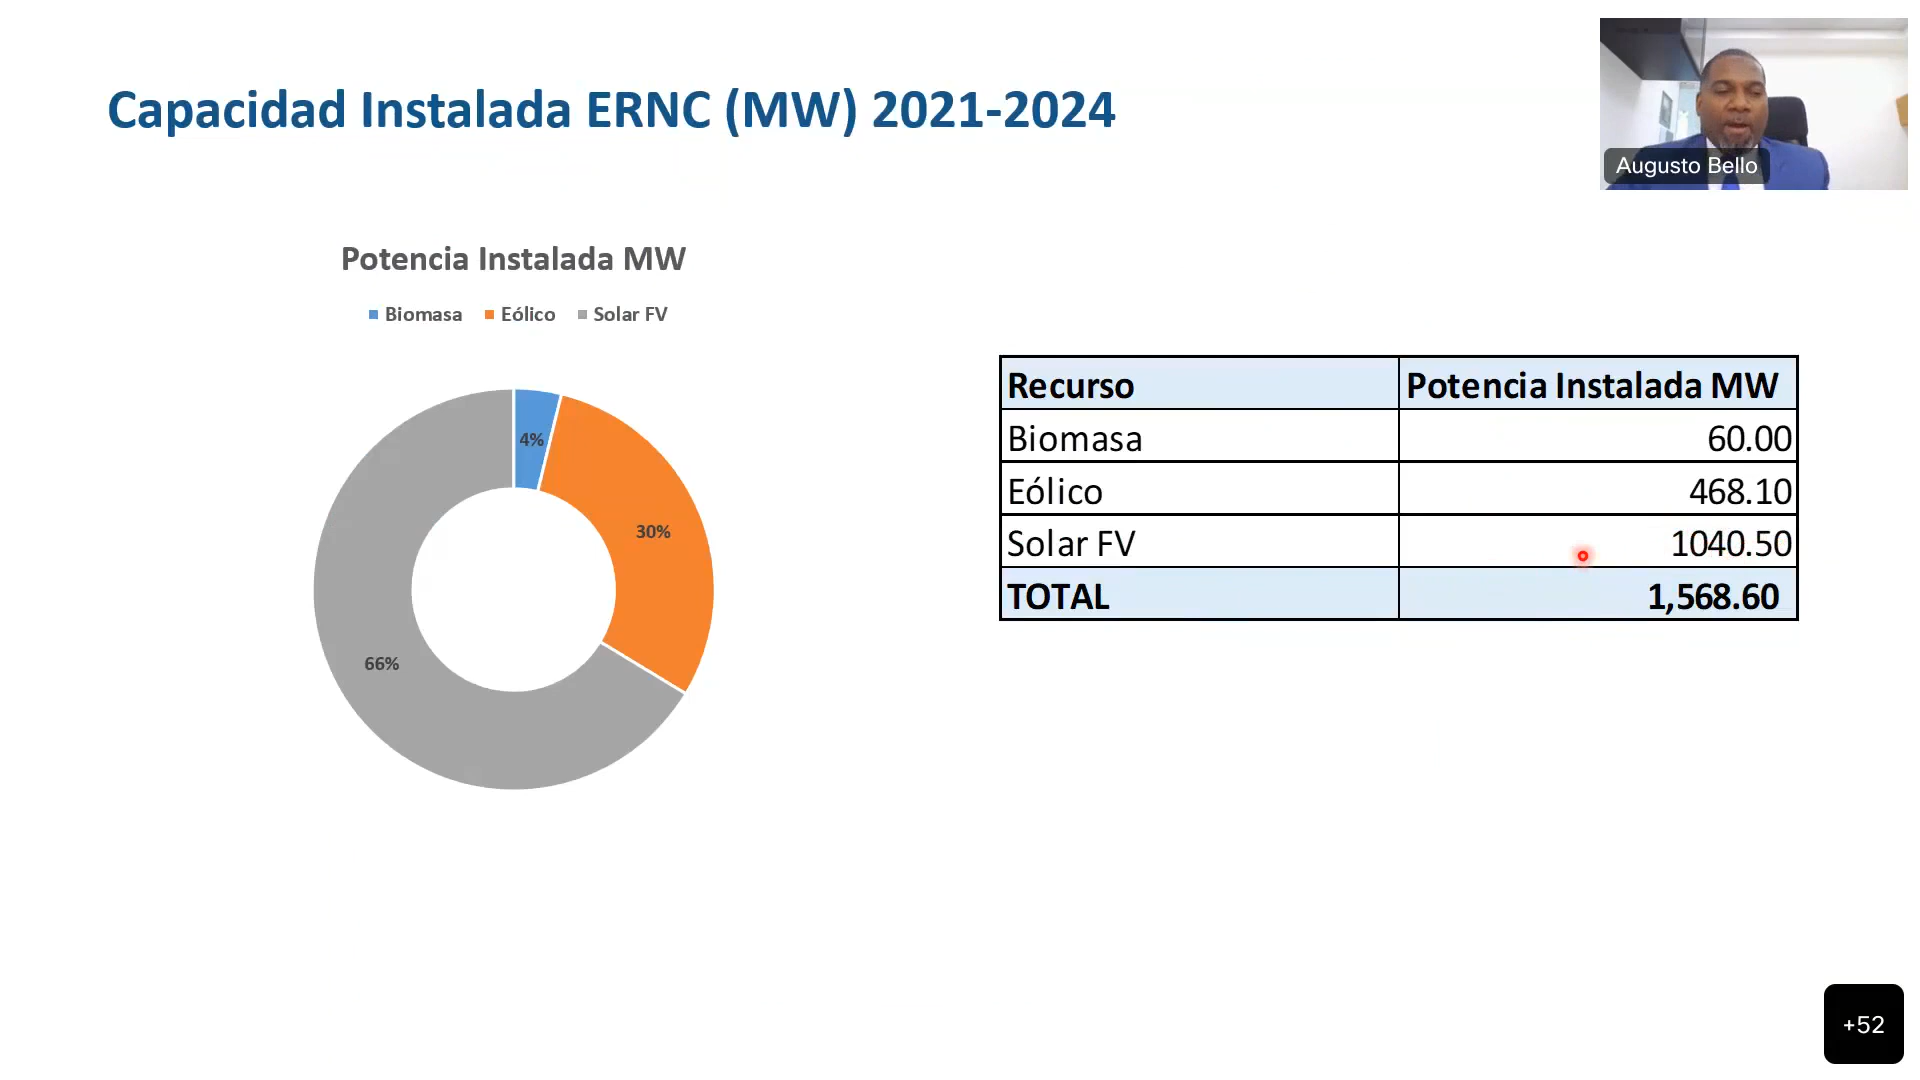 Capacidad Instalada ERNC (MW) 2021-2024
Augusto Bello
Potencia Instalada MW
Biomasa Eólico Solar FV
4%
30%
66%
Recurso Potencia Instalada MW
Biomasa 60.00
Eólico 468.10
Solar FV 1040.50
TOTAL 1,568.60
+52